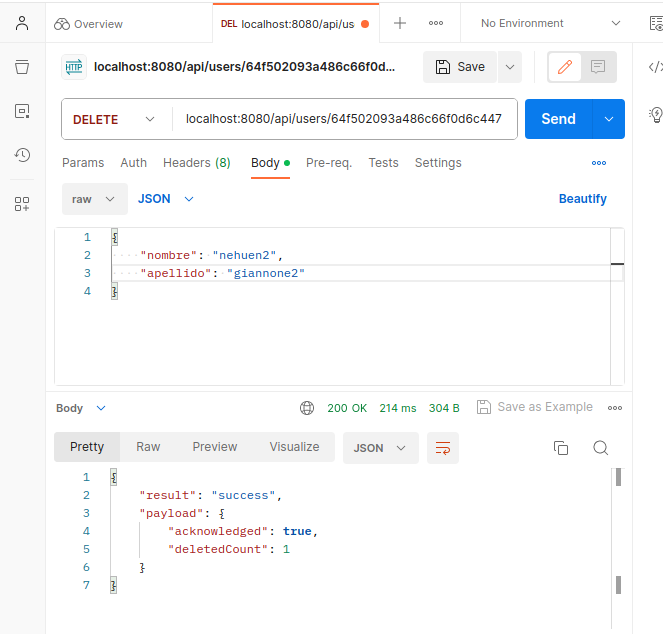 Overview
DEL localhost:8080/api/us
No Environment
HTTP localhost:8080/api/users/64f502093a486c66f0d...
Save
DELETE localhost:8080/api/users/64f502093a486c66f0d6c447 Send
Params Auth Headers (8) Body Pre-req. Tests Settings
raw JSON Beautify
1 {
2 "nombre": "nehuen2",
3 "apellido": "giannone2"
4 }
Body 200 OK 214 ms 304 B Save as Example
Pretty Raw Preview Visualize JSON
1 {
2 "result": "success",
3 "payload": {
4 "acknowledged": true,
5 "deletedCount": 1
6 }
7 }